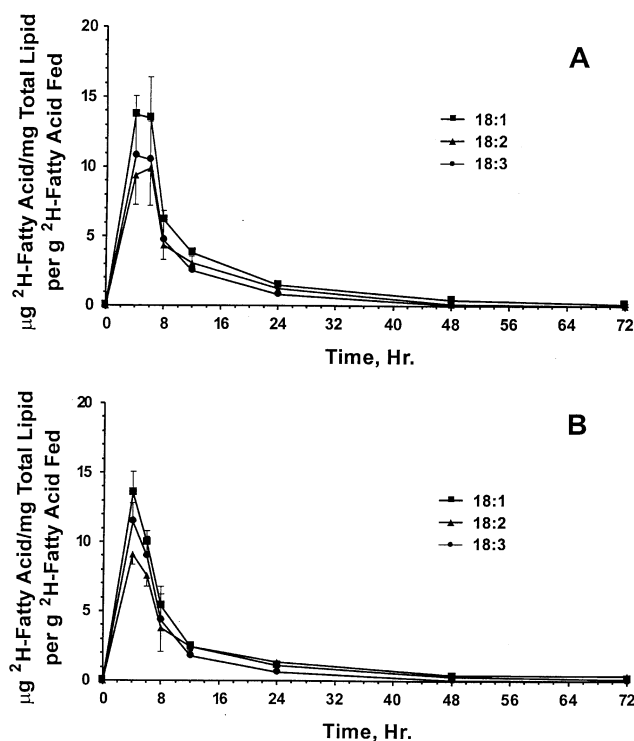 µg ²H-Fatty Acid/mg Total Lipid
per g ²H-Fatty Acid Fed
20
15
10
5
0
A
18:1
18:2
18:3
0 8 16 24 32 40 48 56 64 72
Time, Hr.
µg ²H-Fatty Acid/mg Total Lipid
per g ²H-Fatty Acid Fed
20
15
10
5
0
B
18:1
18:2
18:3
0 8 16 24 32 40 48 56 64 72
Time, Hr.